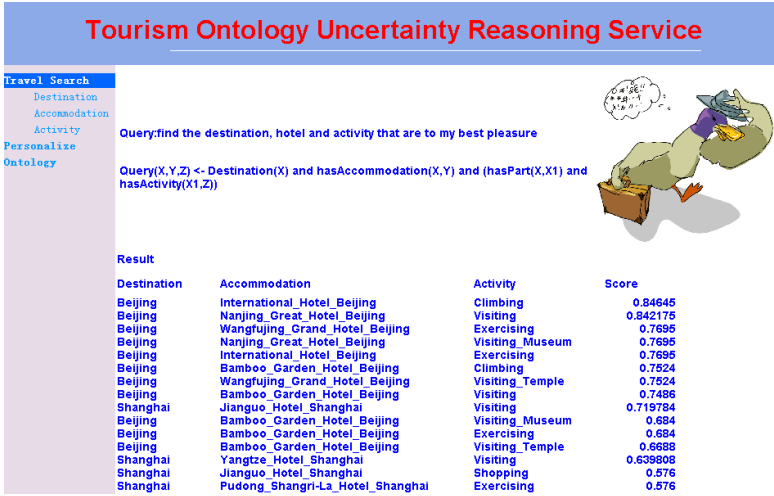 Tourism Ontology Uncertainty Reasoning Service
Travel Search
Destination
Accommodation
Activity
Personalize
Ontology
Query:find the destination, hotel and activity that are to my best pleasure
Query(X,Y,Z) <- Destination(X) and hasAccommodation(X,Y) and (hasPart(X,X1) and
hasActivity(X1,Z))
Result
Destination Accommodation Activity Score
Beijing International_Hotel_Beijing Climbing 0.84645
Beijing Nanjing_Great_Hotel_Beijing Visiting 0.842175
Beijing Wangfujing_Grand_Hotel_Beijing Exercising 0.7695
Beijing Nanjing_Great_Hotel_Beijing Visiting_Museum 0.7695
Beijing International_Hotel_Beijing Exercising 0.7695
Beijing Bamboo_Garden_Hotel_Beijing Climbing 0.7524
Beijing Wangfujing_Grand_Hotel_Beijing Visiting_Temple 0.7524
Beijing Bamboo_Garden_Hotel_Beijing Visiting 0.7486
Shanghai Jianguo_Hotel_Shanghai Visiting 0.719784
Beijing Bamboo_Garden_Hotel_Beijing Visiting_Museum 0.684
Beijing Bamboo_Garden_Hotel_Beijing Exercising 0.684
Beijing Bamboo_Garden_Hotel_Beijing Visiting_Temple 0.6688
Shanghai Yangtze_Hotel_Shanghai Visiting 0.639808
Shanghai Jianguo_Hotel_Shanghai Shopping 0.576
Shanghai Pudong_Shangri-La_Hotel_Shanghai Exercising 0.576